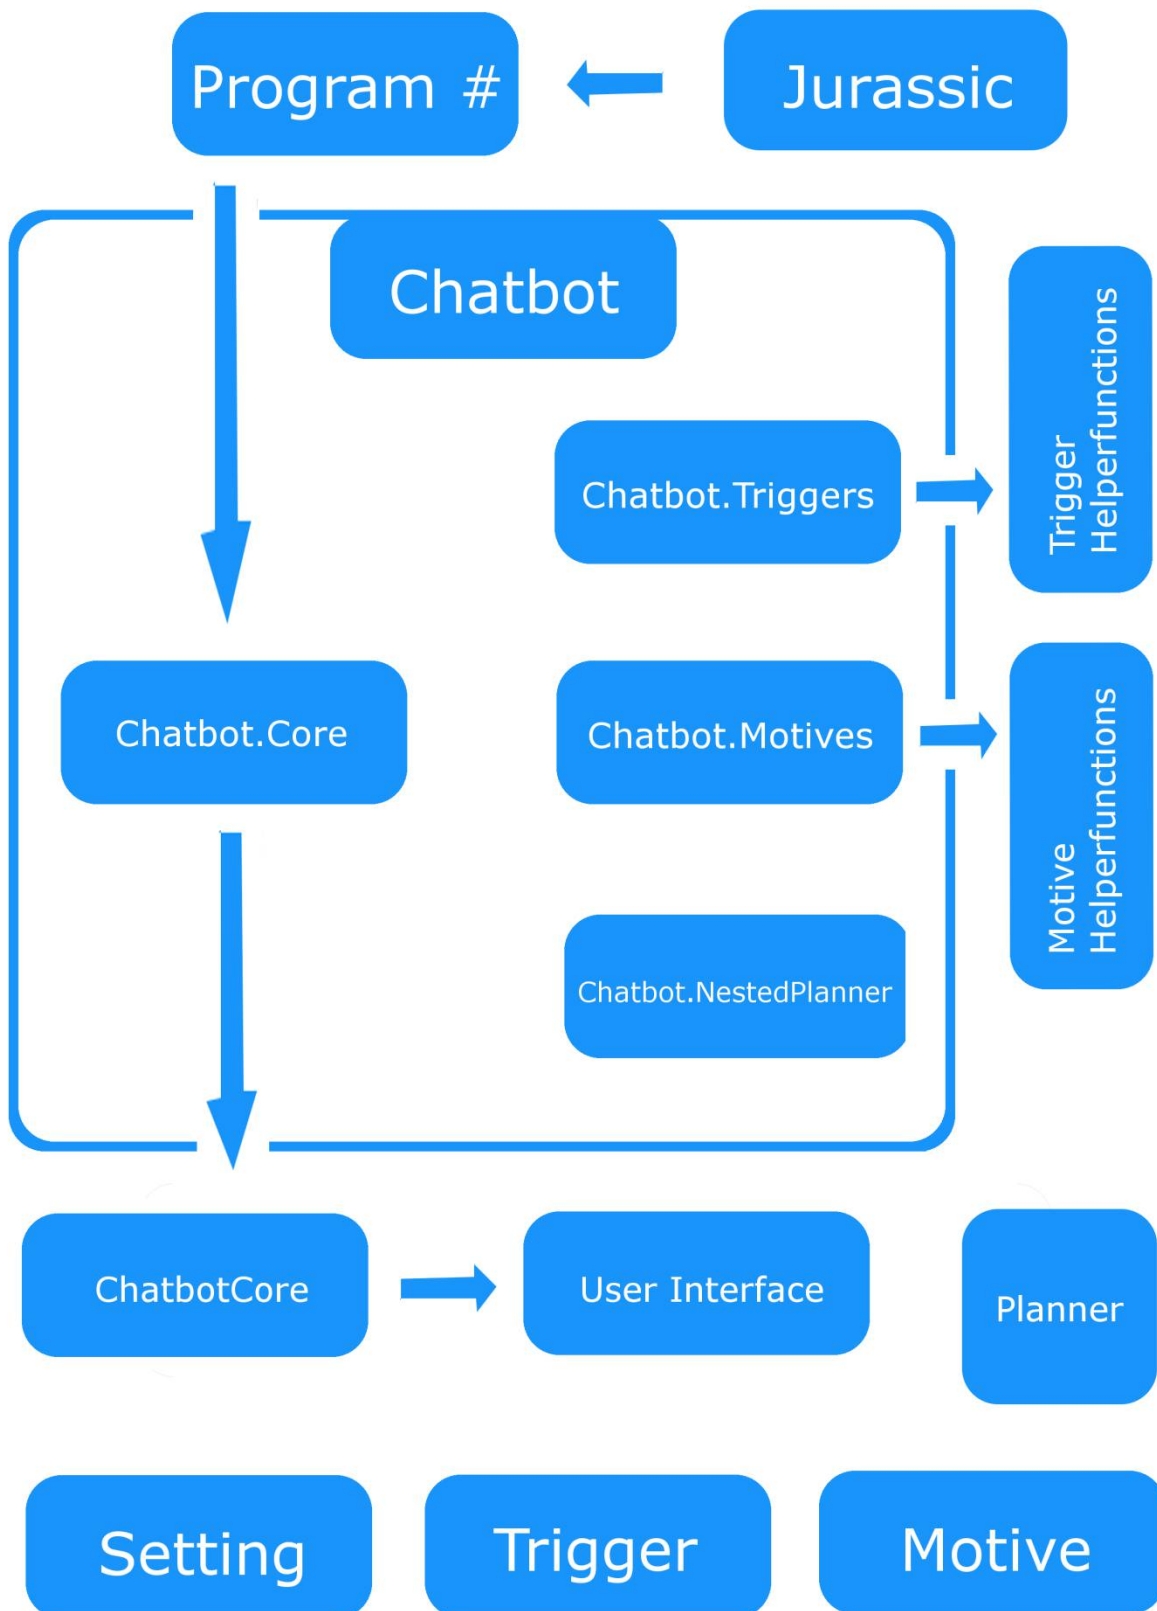 Program #
Jurassic
Chatbot
Chatbot.Triggers
Trigger
Helperfunctions
Chatbot.Core
Chatbot.Motives
Motive
Helperfunctions
Chatbot.NestedPlanner
ChatbotCore
User Interface
Planner
Setting
Trigger
Motive